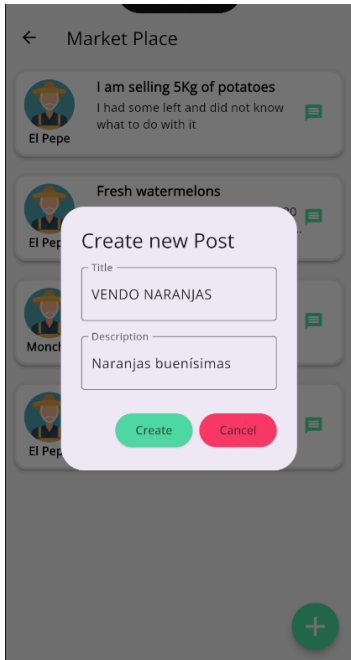 Market Place
I am selling 5Kg of potatoes
I had some left and did not know
what to do with it
El Pepe
Fresh watermelons
El Pep
Create new Post
Title
VENDO NARANJAS
Description
Naranjas buenísimas
Monch
Create
Cancel
El Pep